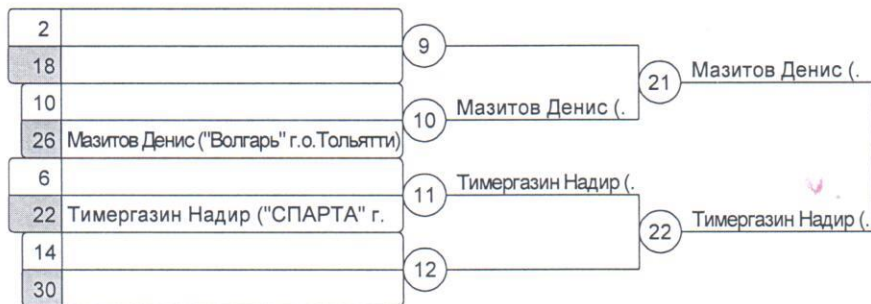 2
18
9
10
26 Мазитов Денис ("Волгарь" г.о.Тольятти)
10
Мазитов Денис (.
21
Мазитов Денис (.
6
22 Тимергазин Надир ("СПАРТА" г.
11
Тимергазин Надир (.
14
30
12
22
Тимергазин Надир (.